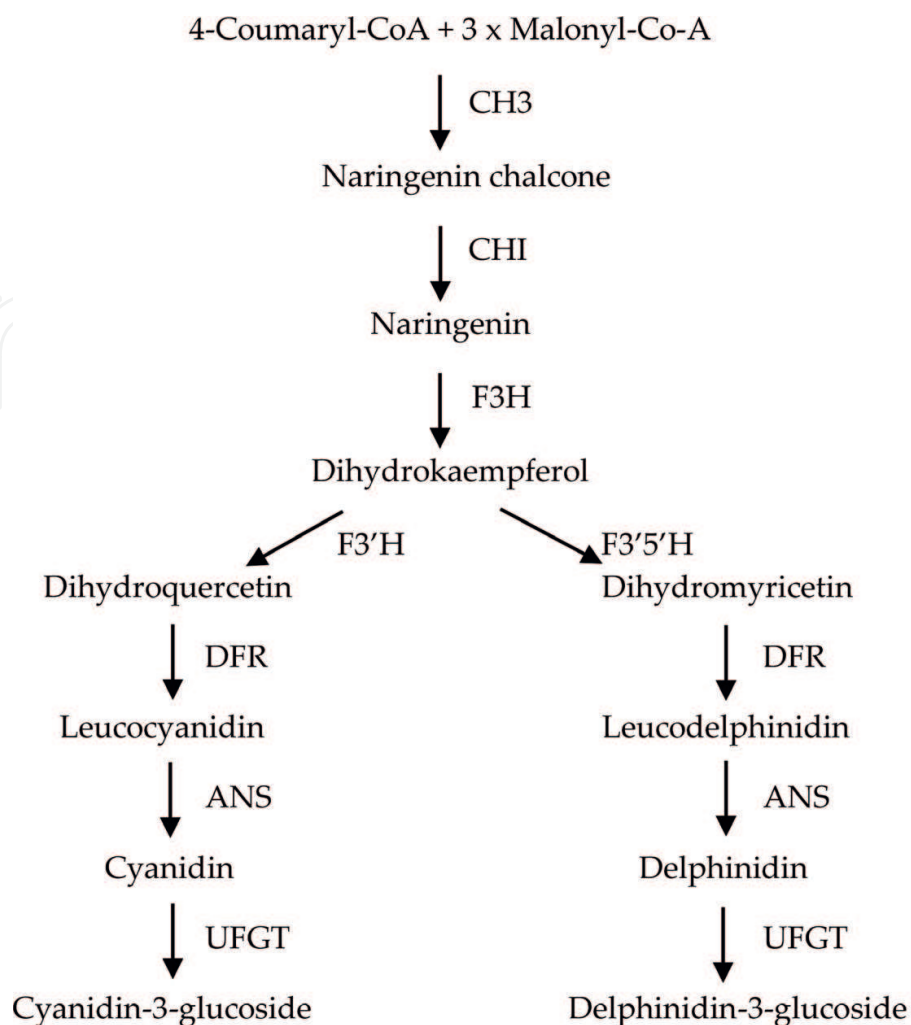 4-Coumaryl-CoA + 3 x Malonyl-Co-A
CH3
Naringenin chalcone
CHI
Naringenin
F3H
Dihydrokaempferol
F3'H
F3'5'H
Dihydroquercetin
Dihydromyricetin
DFR
DFR
Leucocyanidin
Leucodelphinidin
ANS
ANS
Cyanidin
Delphinidin
UFGT
UFGT
Cyanidin-3-glucoside
Delphinidin-3-glucoside